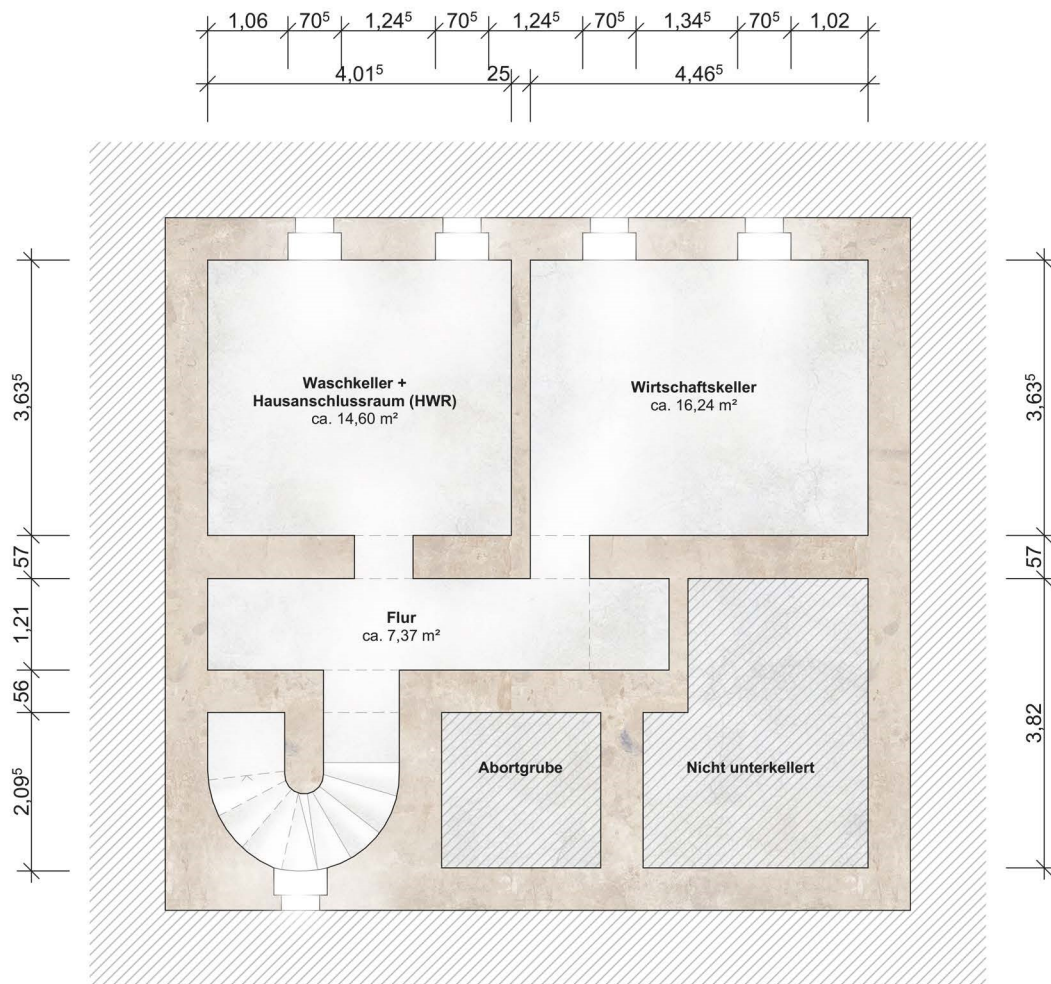 1,06 70⁵ 1,24⁵ 70⁵ 1,24⁵ 70⁵ 1,34⁵ 70⁵ 1,02
4,01⁵ 25 4,46⁵
3,63⁵
57
1,21
56
2,09⁵
Waschkeller +
Hausanschlussraum (HWR)
ca. 14,60 m²
Wirtschaftskeller
ca. 16,24 m²
Flur
ca. 7,37 m²
Abortgrube
Nicht unterkellert
3,63⁵
57
3,82